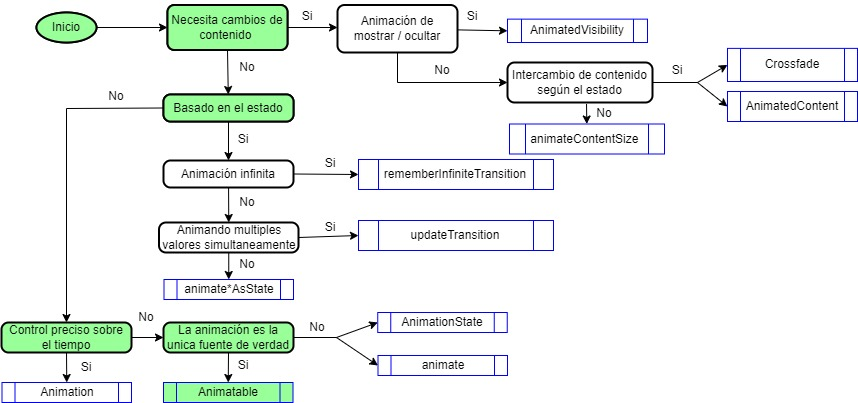 Inicio
Necesita cambios de
contenido
Si
Animación de
mostrar / ocultar
Si
AnimatedVisibility
No
No
Intercambio de contenido
según el estado
Si
Crossfade
AnimatedContent
No
animateContentSize
No
Basado en el estado
Si
Animación infinita
Si
rememberInfiniteTransition
No
Animando multiples
valores simultaneamente
Si
updateTransition
No
animate*AsState
Control preciso sobre
el tiempo
No
La animación es la
unica fuente de verdad
No
AnimationState
animate
Si
Animation
Si
Animatable